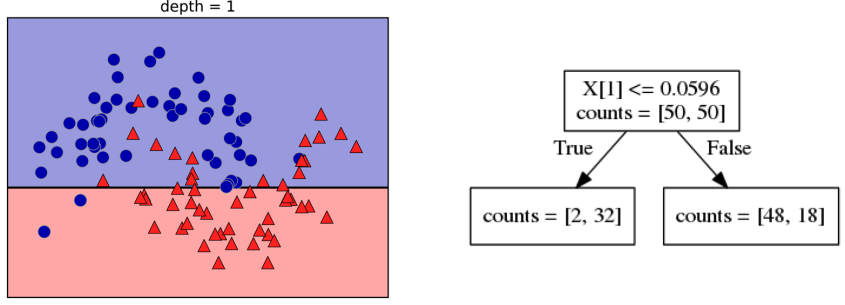 depth = 1
X[1] <= 0.0596
counts = [50, 50]
True
False
counts = [2, 32]
counts = [48, 18]